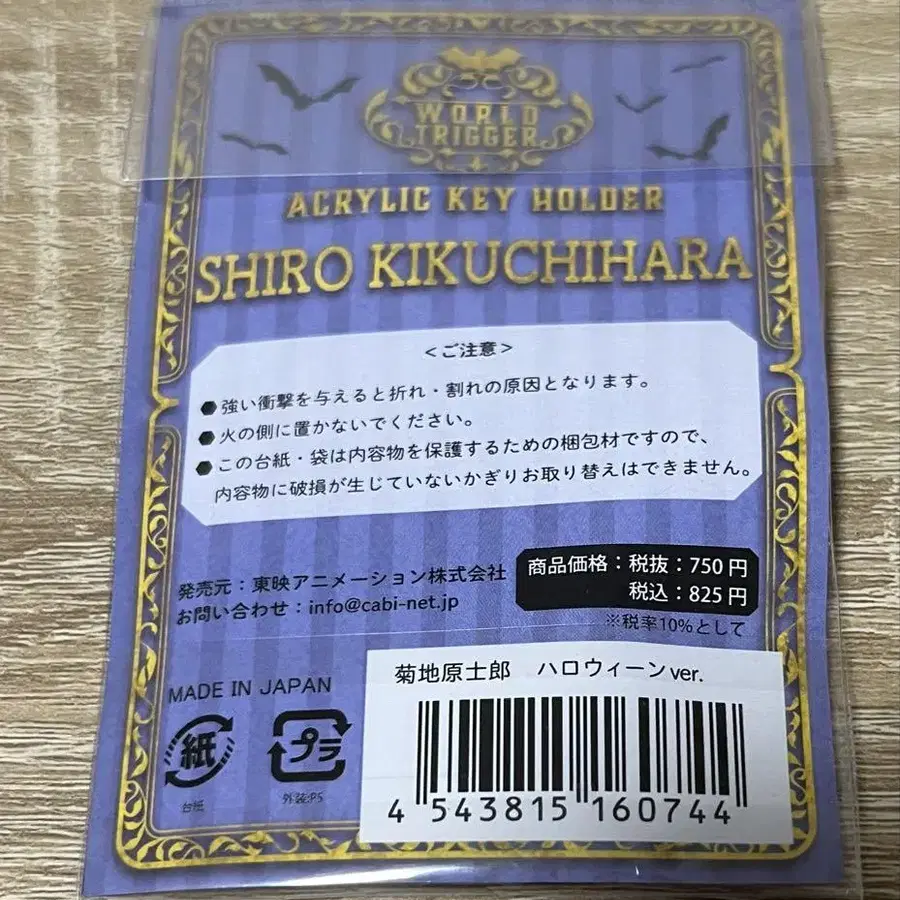 WORLD
TRIGGER
ACRYLIC KEY HOLDER
SHIRO KIKUCHIHARA
<ご注意>
●強い衝撃を与えると折れ・割れの原因となります。
●火の側に置かないでください。
●この台紙・袋は内容物を保護するための梱包材ですので、
内容物に破損が生じていないかぎりお取り替えはできません。
発売元：東映アニメーション株式会社
お問い合わせ：info@cabi-net.jp
商品価格：税抜：750円
税込：825円
※税率10%として
MADE IN JAPAN
紙
台紙
プラ
外装:PS
菊地原士郎　ハロウィーンver.
4 543815 160744